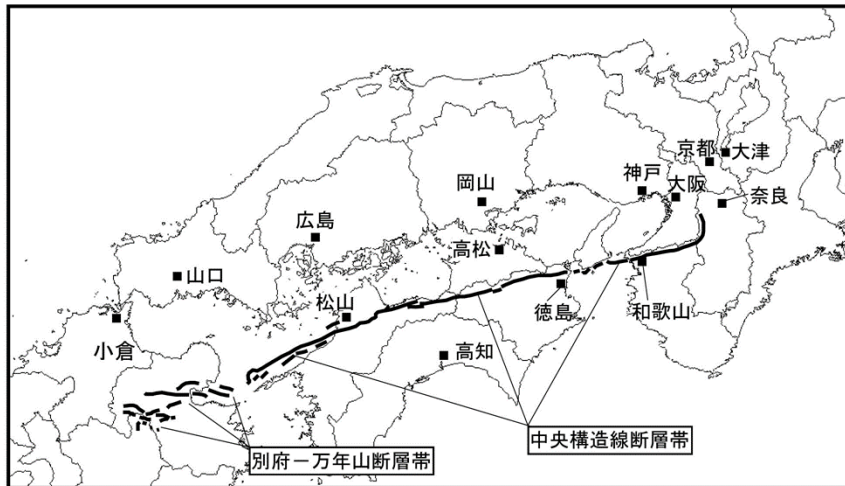 京都
大津
神戸
大阪
奈良
岡山
広島
高松
山口
和歌山
徳島
松山
小倉
高知
中央構造線断層帯
別府－万年山断層帯